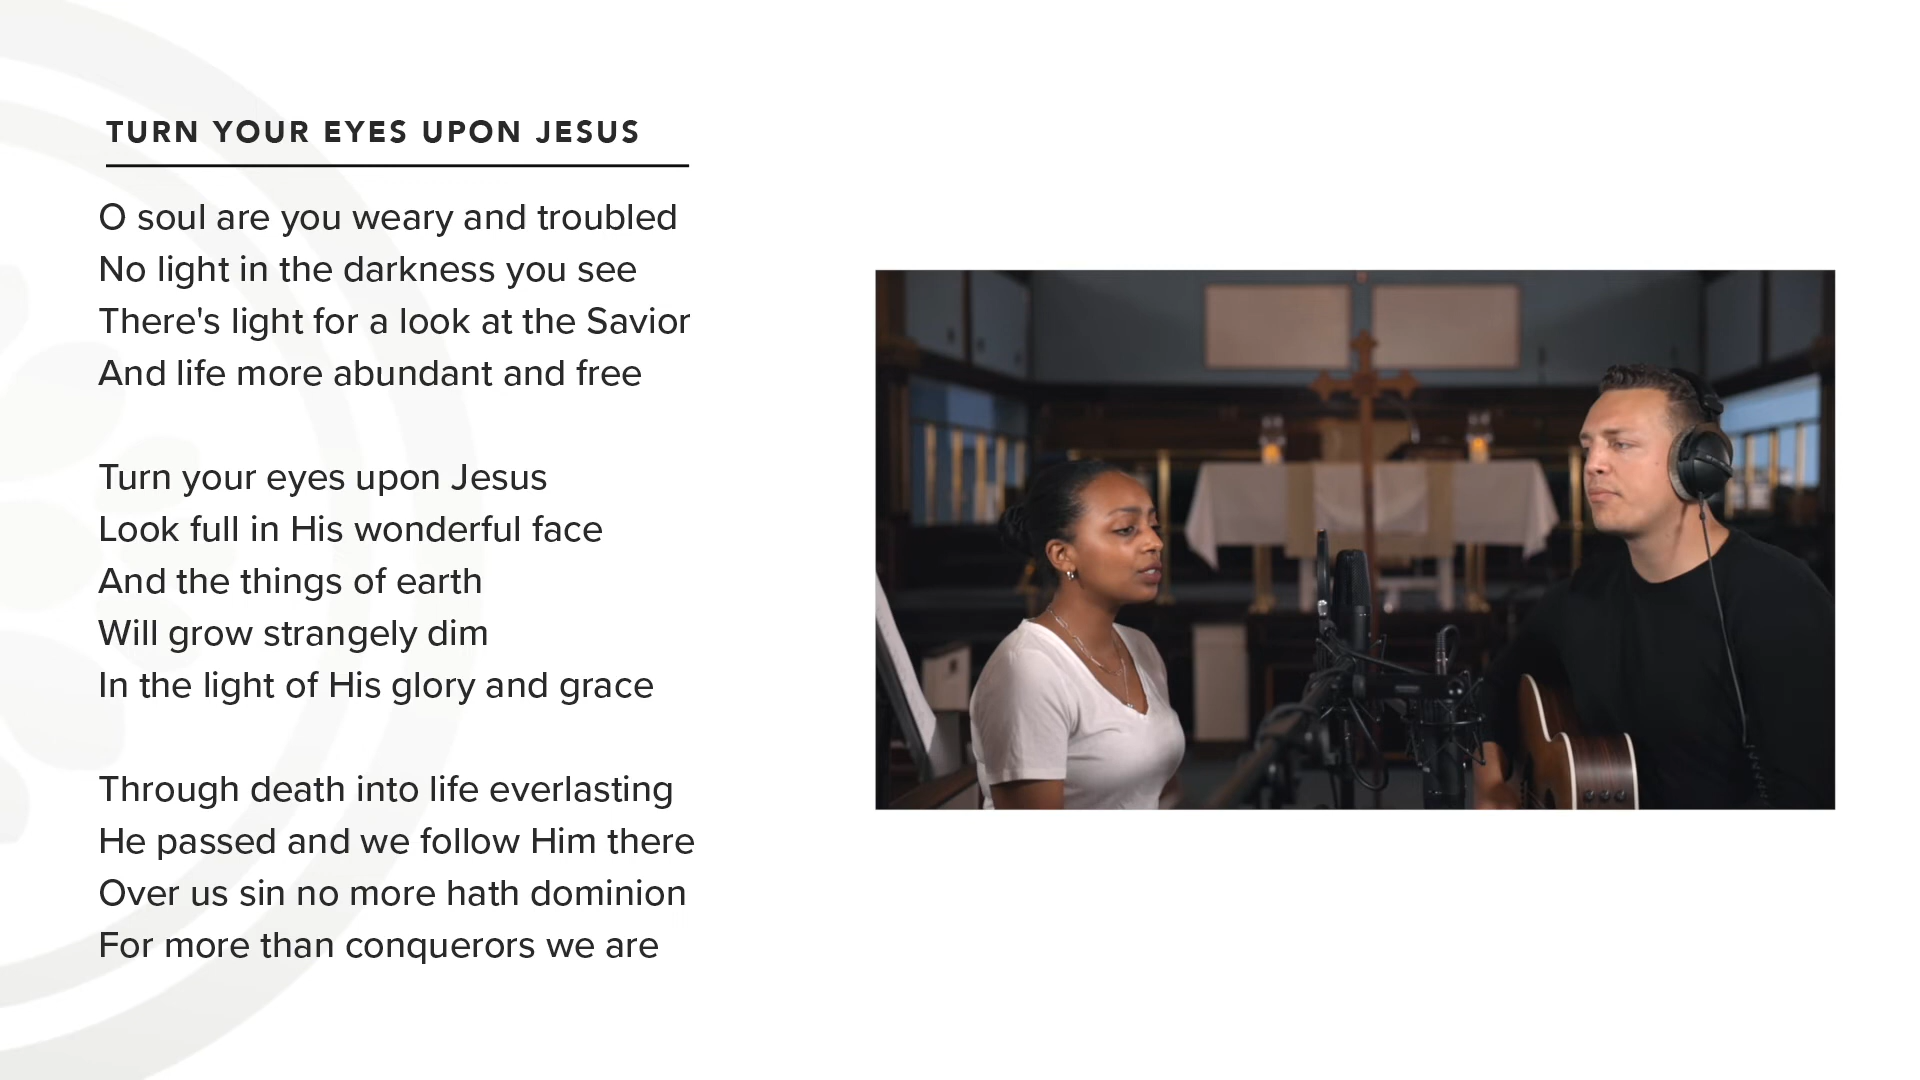 TURN YOUR EYES UPON JESUS
O soul are you weary and troubled
No light in the darkness you see
There's light for a look at the Savior
And life more abundant and free
Turn your eyes upon Jesus
Look full in His wonderful face
And the things of earth
Will grow strangely dim
In the light of His glory and grace
Through death into life everlasting
He passed and we follow Him there
Over us sin no more hath dominion
For more than conquerors we are